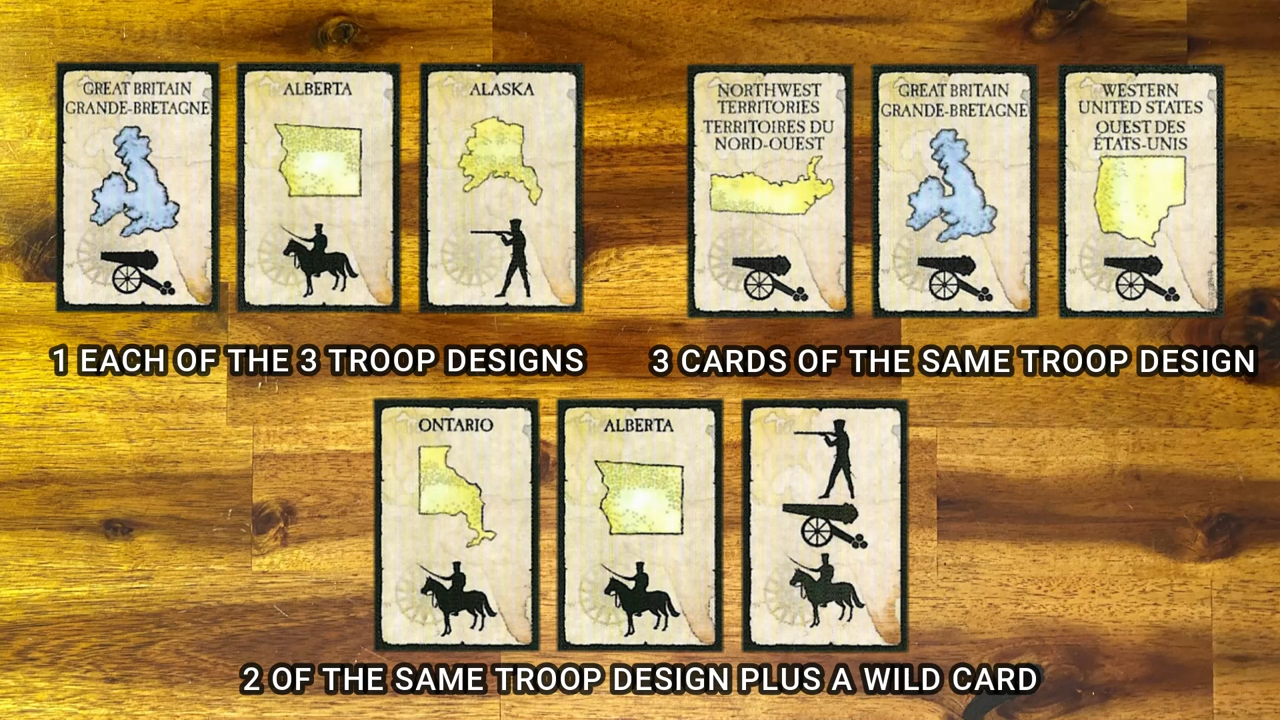 GREAT BRITAIN
GRANDE-BRETAGNE
ALBERTA
ALASKA
NORTHWEST
TERRITORIES
TERRITOIRES DU
NORD-OUEST
GREAT BRITAIN
GRANDE-BRETAGNE
WESTERN
UNITED STATES
OUEST DES
ÉTATS-UNIS
1 EACH OF THE 3 TROOP DESIGNS
3 CARDS OF THE SAME TROOP DESIGN
ONTARIO
ALBERTA
2 OF THE SAME TROOP DESIGN PLUS A WILD CARD